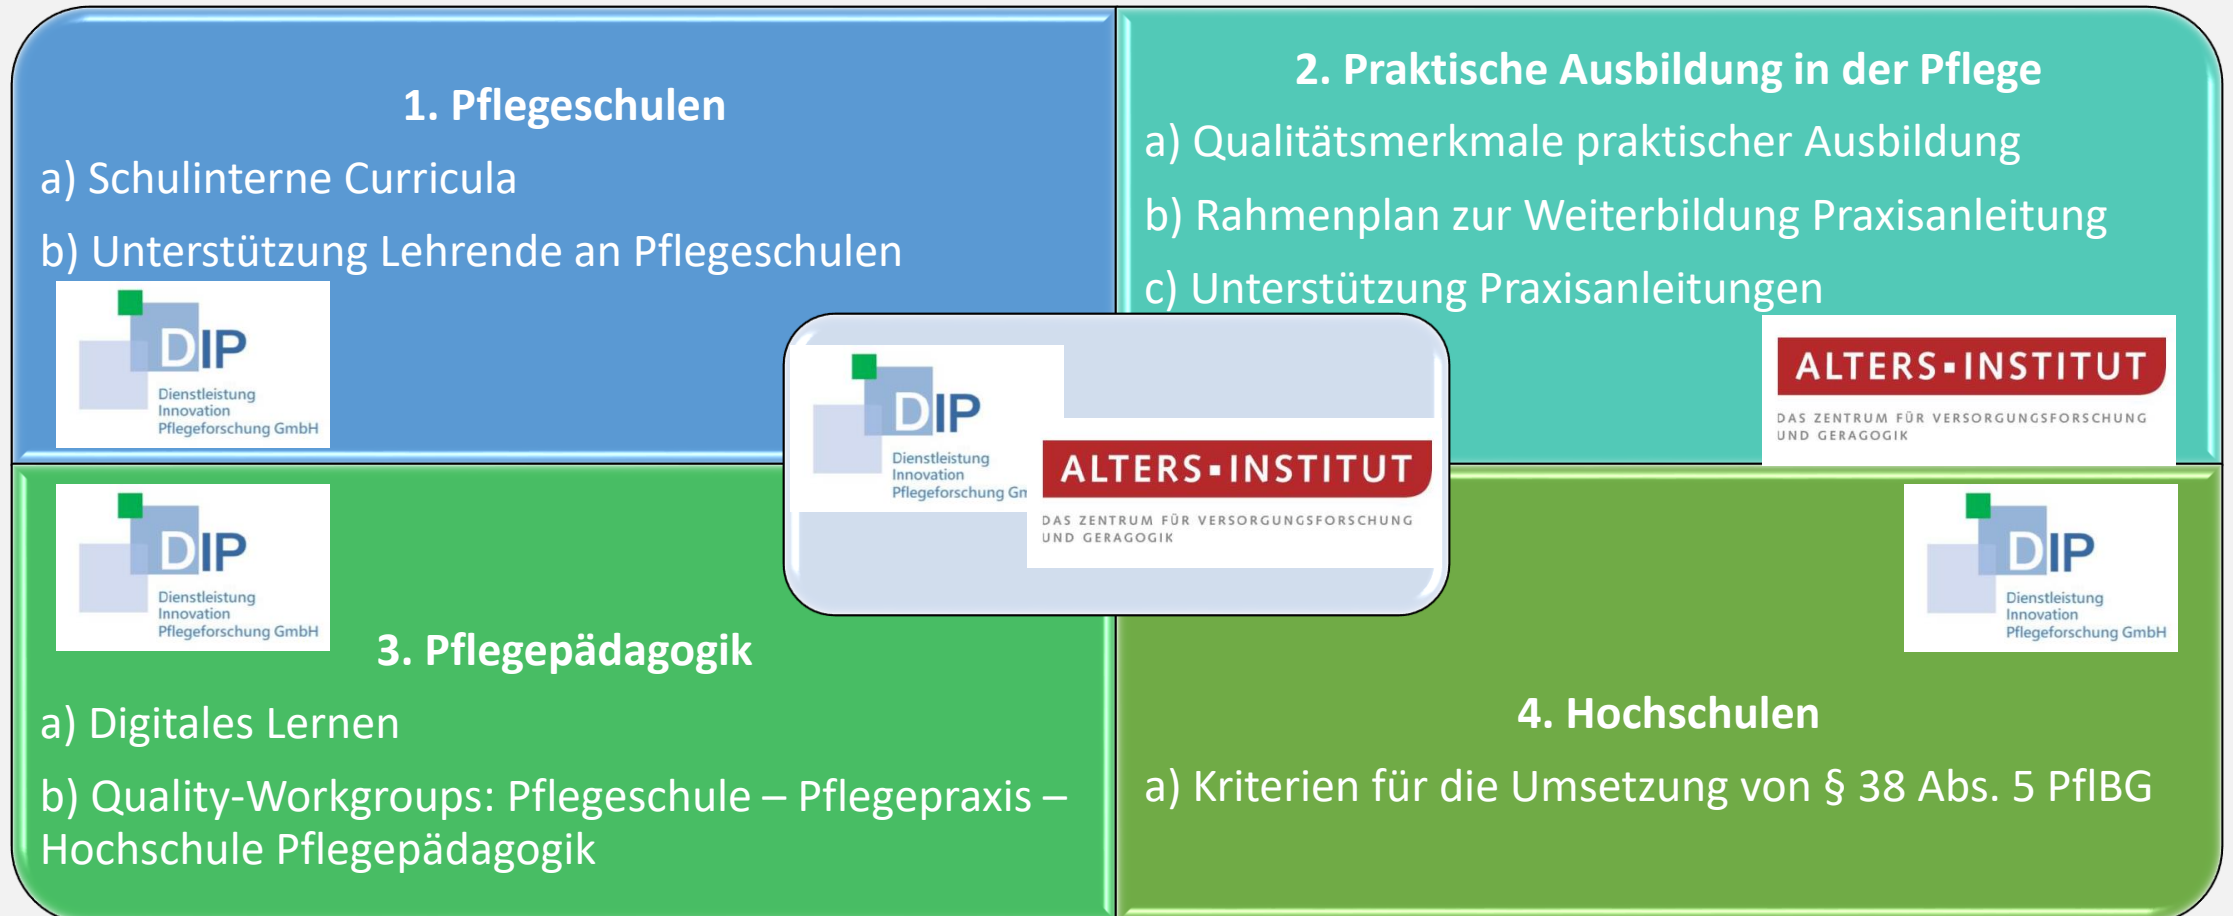 1. Pflegeschulen
a) Schulinterne Curricula
b) Unterstützung Lehrende an Pflegeschulen
DIP
Dienstleistung
Innovation
Pflegeforschung GmbH
2. Praktische Ausbildung in der Pflege
a) Qualitätsmerkmale praktischer Ausbildung
b) Rahmenplan zur Weiterbildung Praxisanleitung
c) Unterstützung Praxisanleitungen
ALTERS▪INSTITUT
DAS ZENTRUM FÜR VERSORGUNGSFORSCHUNG
UND GERAGOGIK
DIP
Dienstleistung
Innovation
Pflegeforschung Gm
ALTERS▪INSTITUT
DAS ZENTRUM FÜR VERSORGUNGSFORSCHUNG
UND GERAGOGIK
DIP
Dienstleistung
Innovation
Pflegeforschung GmbH
3. Pflegepädagogik
a) Digitales Lernen
b) Quality-Workgroups: Pflegeschule – Pflegepraxis –
Hochschule Pflegepädagogik
DIP
Dienstleistung
Innovation
Pflegeforschung GmbH
4. Hochschulen
a) Kriterien für die Umsetzung von § 38 Abs. 5 PflBG